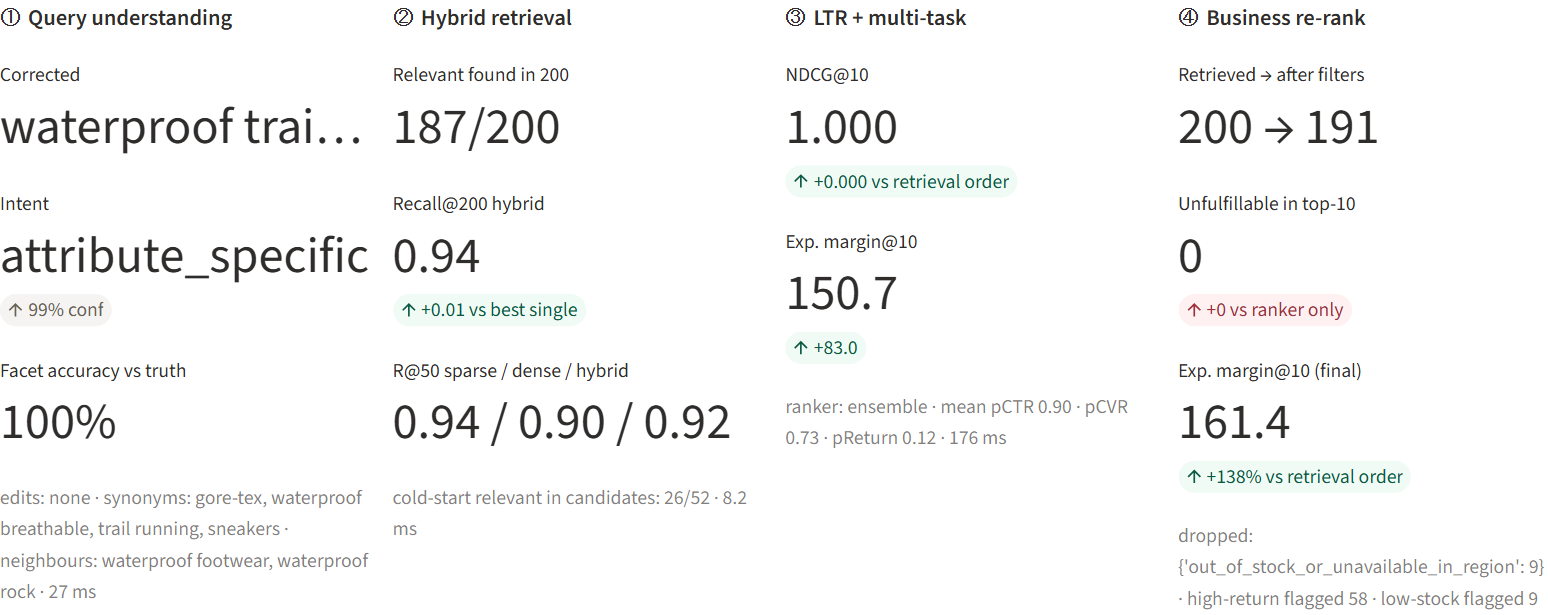 ① Query understanding
Corrected
waterproof trai…
Intent
attribute_specific
↑ 99% conf
Facet accuracy vs truth
100%
edits: none · synonyms: gore-tex, waterproof
breathable, trail running, sneakers ·
neighbours: waterproof footwear, waterproof
rock · 27 ms
② Hybrid retrieval
Relevant found in 200
187/200
Recall@200 hybrid
0.94
↑ +0.01 vs best single
R@50 sparse / dense / hybrid
0.94 / 0.90 / 0.92
cold-start relevant in candidates: 26/52 · 8.2
ms
③ LTR + multi-task
NDCG@10
1.000
↑ +0.000 vs retrieval order
Exp. margin@10
150.7
↑ +83.0
ranker: ensemble · mean pCTR 0.90 · pCVR
0.73 · pReturn 0.12 · 176 ms
④ Business re-rank
Retrieved → after filters
200 → 191
Unfulfillable in top-10
0
↑ +0 vs ranker only
Exp. margin@10 (final)
161.4
↑ +138% vs retrieval order
dropped:
{'out_of_stock_or_unavailable_in_region': 9}
· high-return flagged 58 · low-stock flagged 9